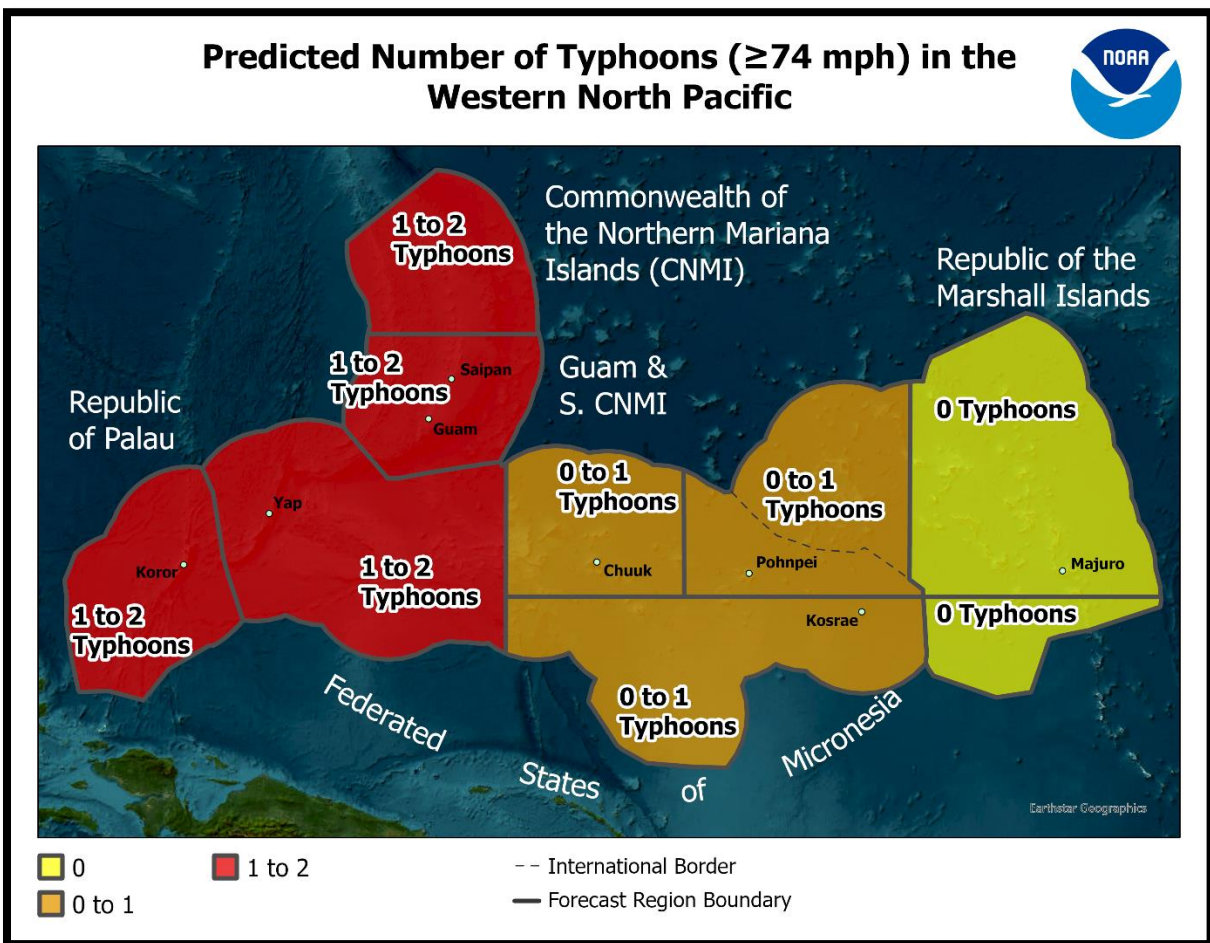 Predicted Number of Typhoons (≥74 mph) in the
Western North Pacific
NOAA
1 to 2
Typhoons
Commonwealth of
the Northern Mariana
Islands (CNMI)
Republic of the
Marshall Islands
1 to 2
Typhoons
Saipan
Guam
Guam &
S. CNMI
Republic
of Palau
0 Typhoons
Yap
0 to 1
Typhoons
0 to 1
Typhoons
Koror
1 to 2
Typhoons
Chuuk
Pohnpei
Majuro
1 to 2
Typhoons
Kosrae
0 Typhoons
0 to 1
Typhoons
Federated
States
of
Micronesia
Earthstar Geographics
0
1 to 2
International Border
0 to 1
Forecast Region Boundary